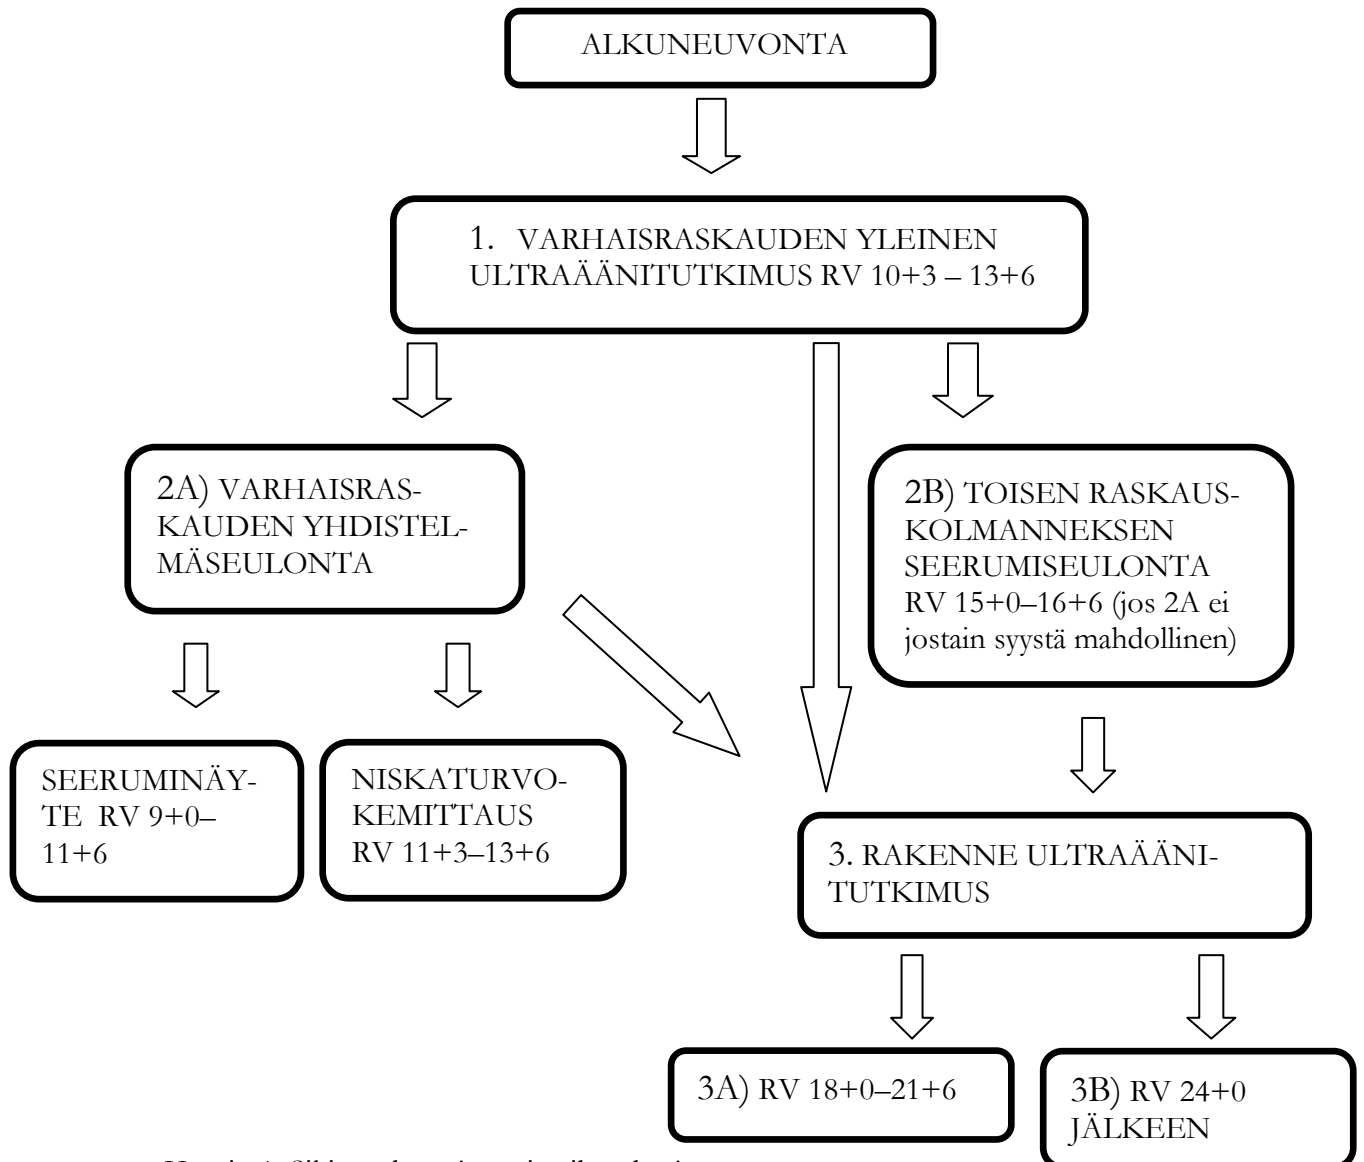 ALKUNEUVONTA
1. VARHAISRASKAUDEN YLEINEN
ULTRAÄÄNITUTKIMUS RV 10+3 – 13+6
2A) VARHAISRAS-
KAUDEN YHDISTEL-
MÄSEULONTA
2B) TOISEN RASKAUS-
KOLMANNEKSEN
SEERUMISEULONTA
RV 15+0–16+6 (jos 2A ei
jostain syystä mahdollinen)
SEERUMINÄY-
TE RV 9+0–
11+6
NISKATURVO-
KEMITTAUS
RV 11+3–13+6
3. RAKENNE ULTRAÄÄNI-
TUTKIMUS
3A) RV 18+0–21+6
3B) RV 24+0
JÄLKEEN